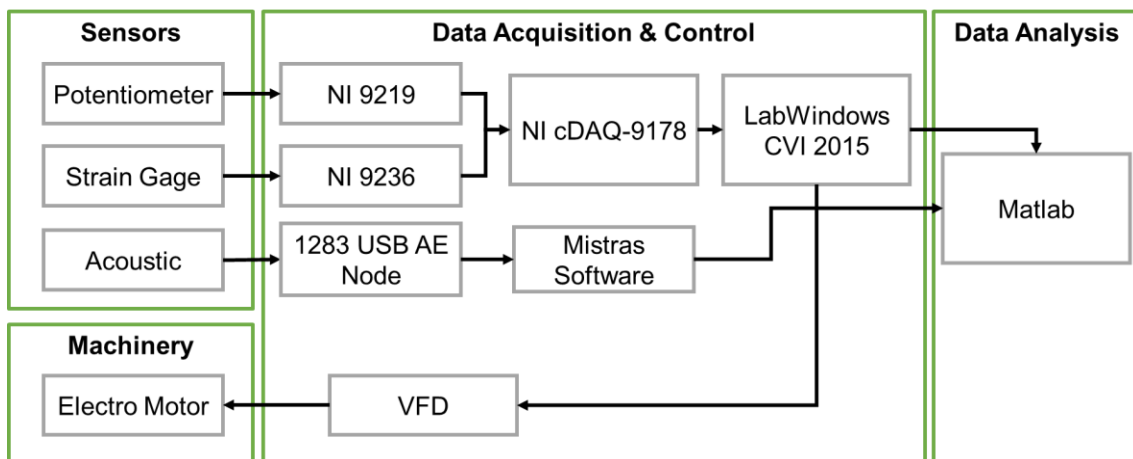 Sensors
Potentiometer
Strain Gage
Acoustic
Machinery
Electro Motor
Data Acquisition & Control
NI 9219
NI 9236
1283 USB AE
Node
NI cDAQ-9178
Mistras
Software
LabWindows
CVI 2015
VFD
Data Analysis
Matlab